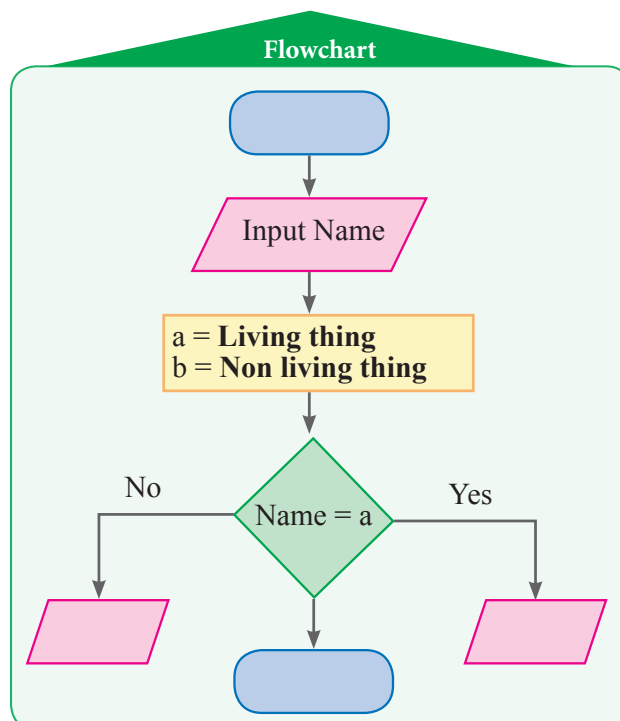 Flowchart
Input Name
a = Living thing
b = Non living thing
No
Yes
Name = a